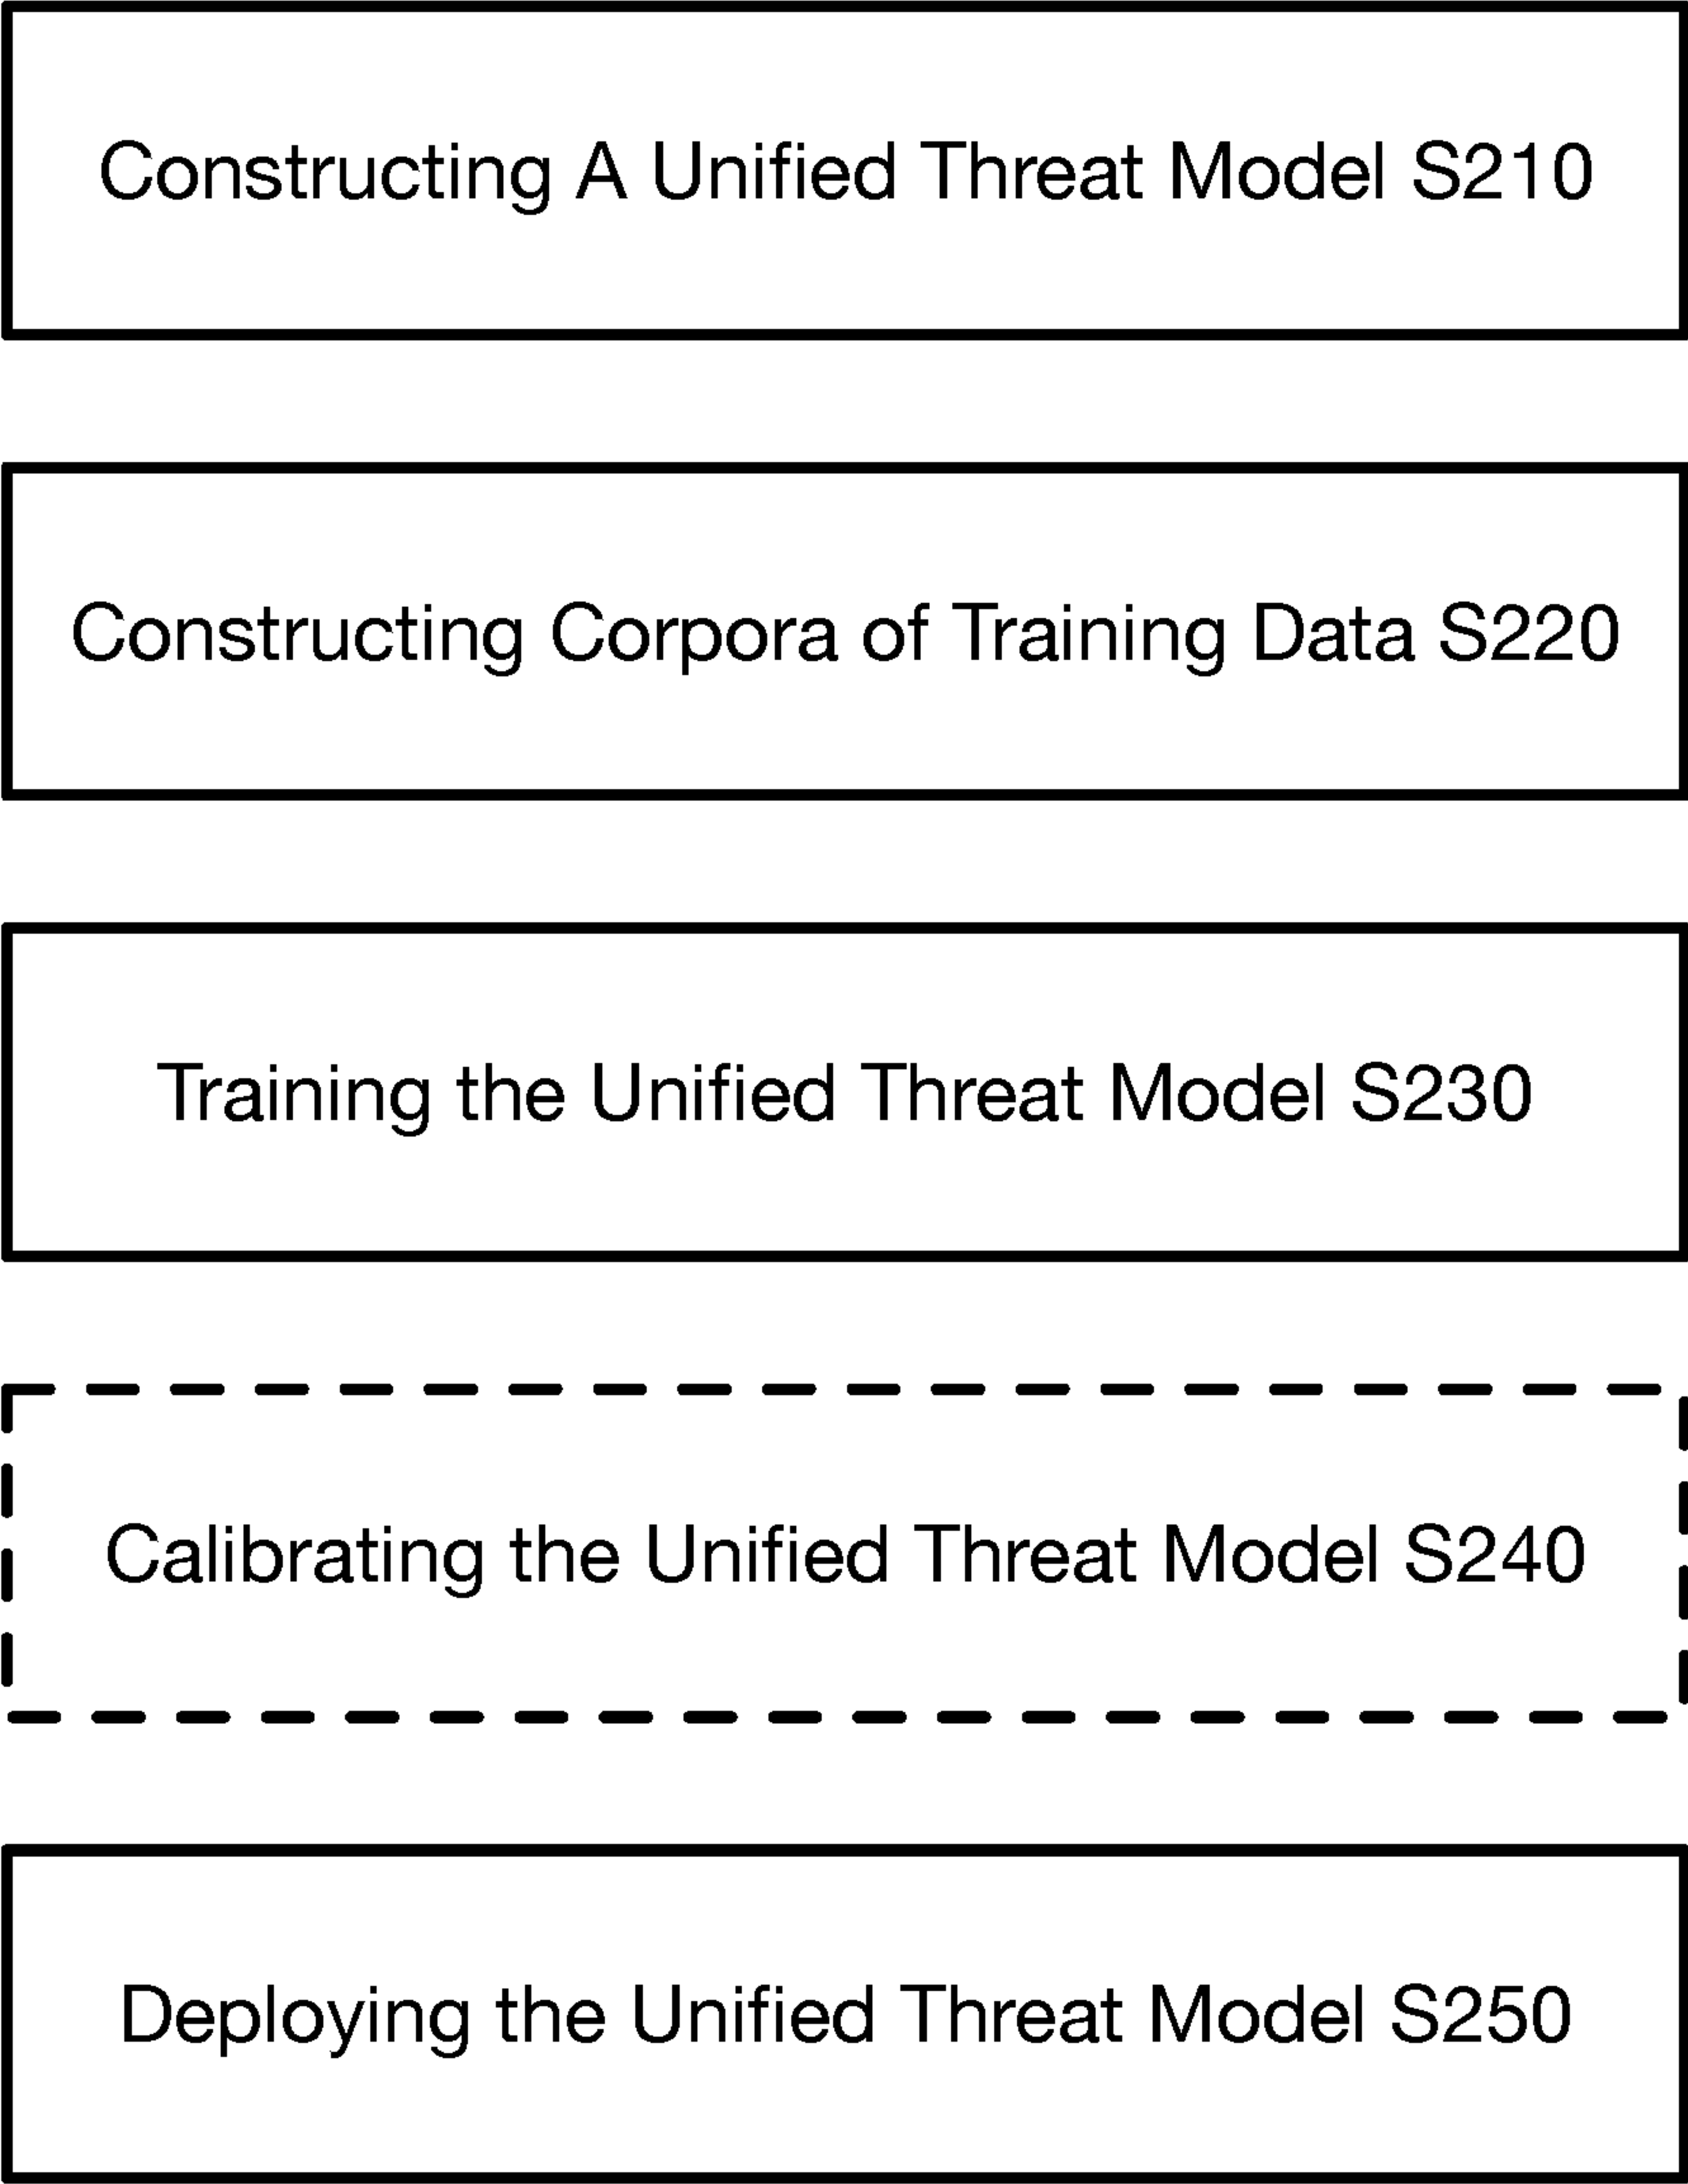 Constructing A Unified Threat Model S210
Constructing Corpora of Training Data S220
Training the Unified Threat Model S230
Calibrating the Unified Threat Model S240
Deploying the Unified Threat Model S250